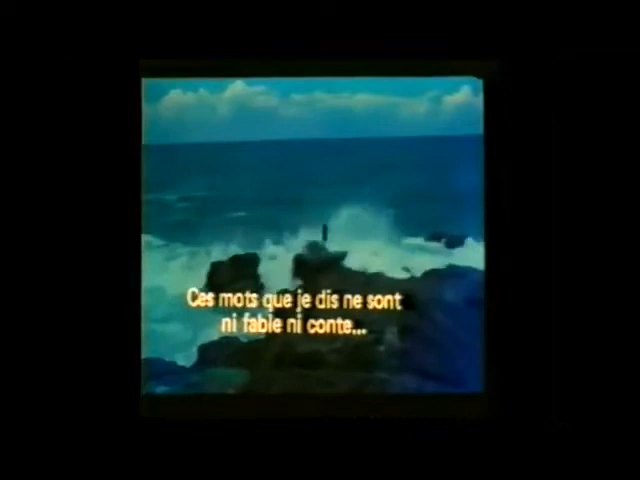 Ces mots que je dis ne sont
ni fable ni conte...